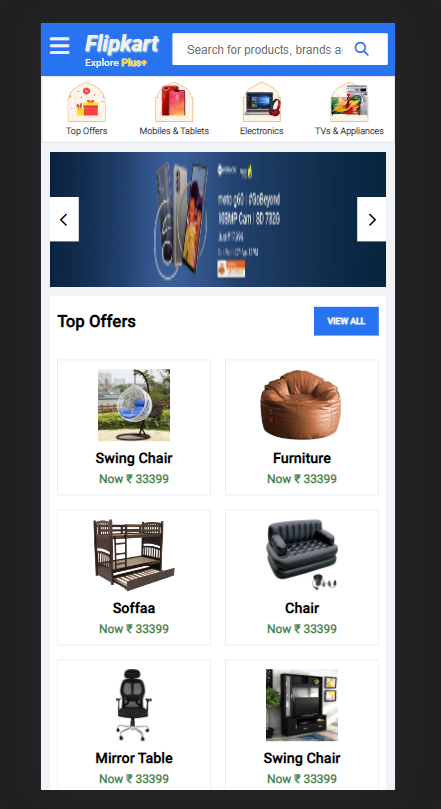 Flipkart
Explore Plus+
Search for products, brands a
Top Offers
Mobiles & Tablets
Electronics
TVs & Appliances
moto g60 | #GoBeyond
108MP Cam | SD 732G
Top Offers
VIEW ALL
Swing Chair
Now ₹ 33399
Furniture
Now ₹ 33399
Soffaa
Now ₹ 33399
Chair
Now ₹ 33399
Mirror Table
Now ₹ 33399
Swing Chair
Now ₹ 33399